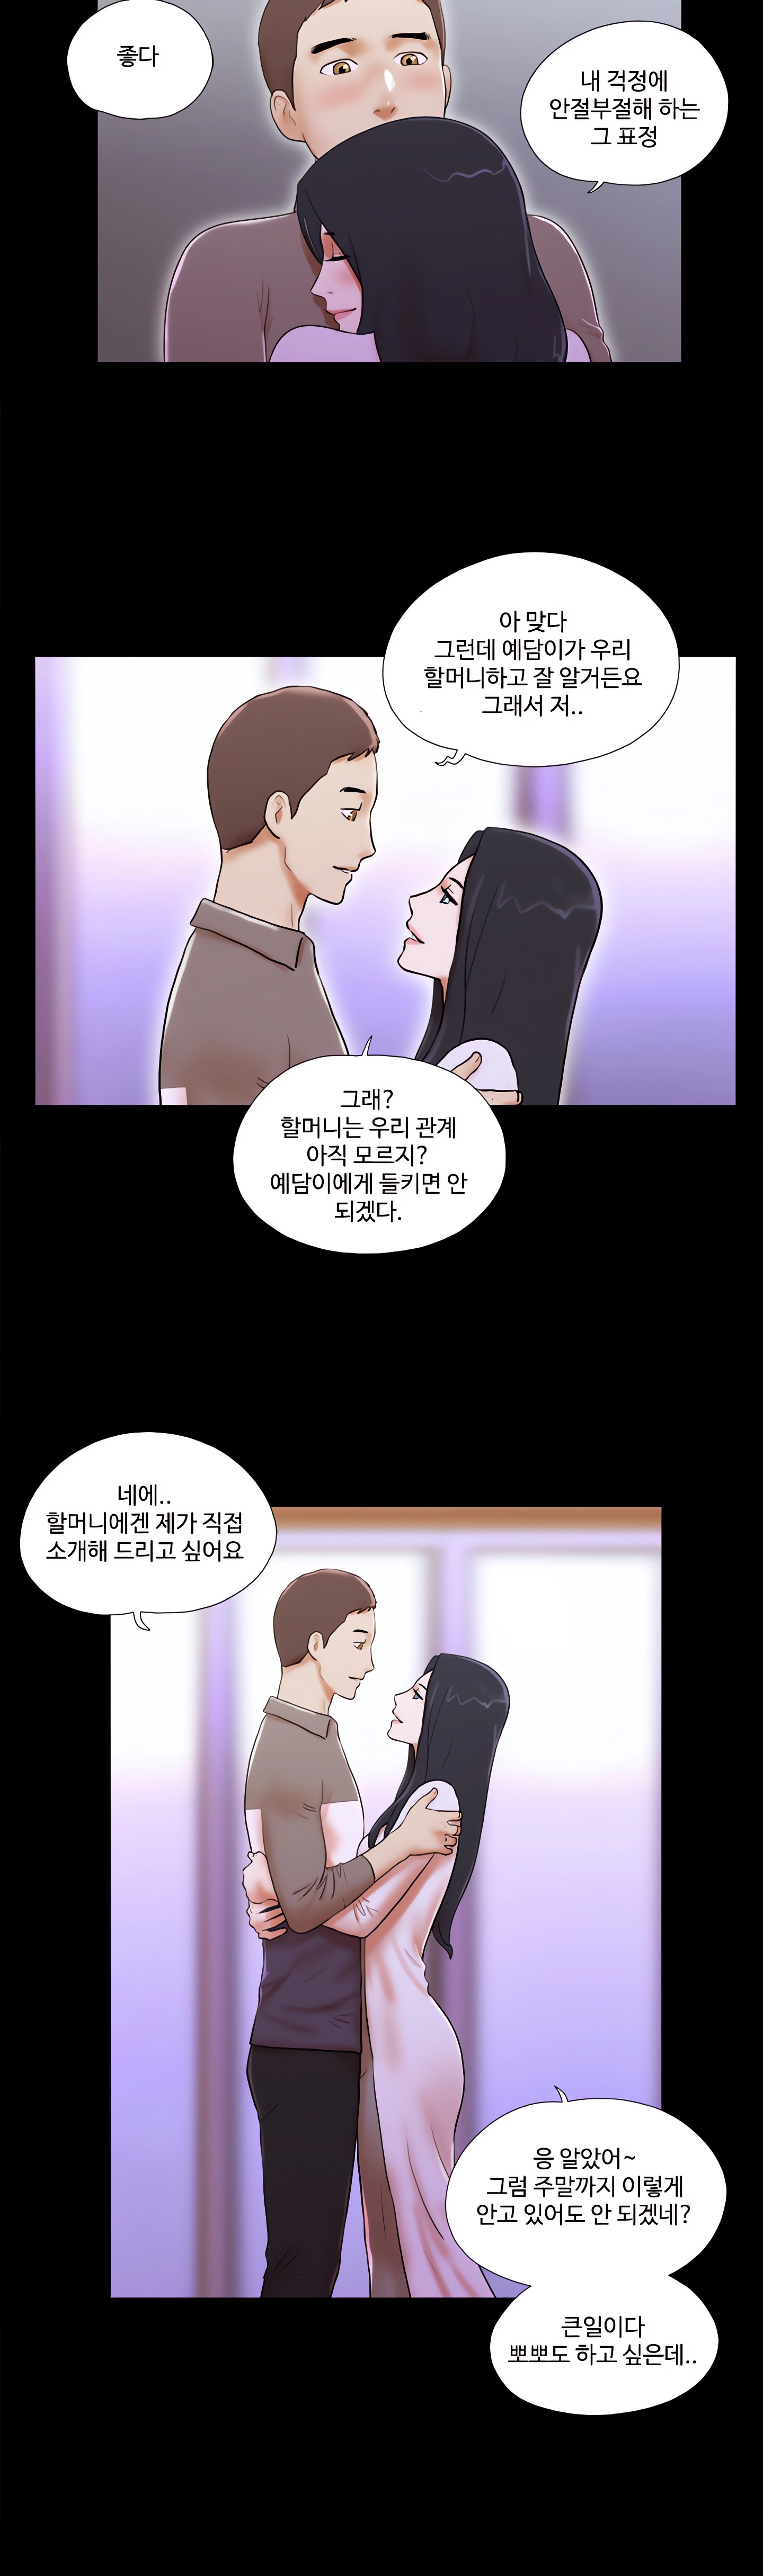 좋다
내 걱정에
안절부절해 하는
그 표정
아 맞다
그런데 예담이가 우리
할머니하고 잘 알거든요
그래서 저..
그래?
할머니는 우리 관계
아직 모르지?
예담이에게 들키면 안
되겠다.
네에..
할머니에겐 제가 직접
소개해 드리고 싶어요
응 알았어~
그럼 주말까지 이렇게
안고 있어도 안 되겠네?
큰일이다
뽀뽀도 하고 싶은데..